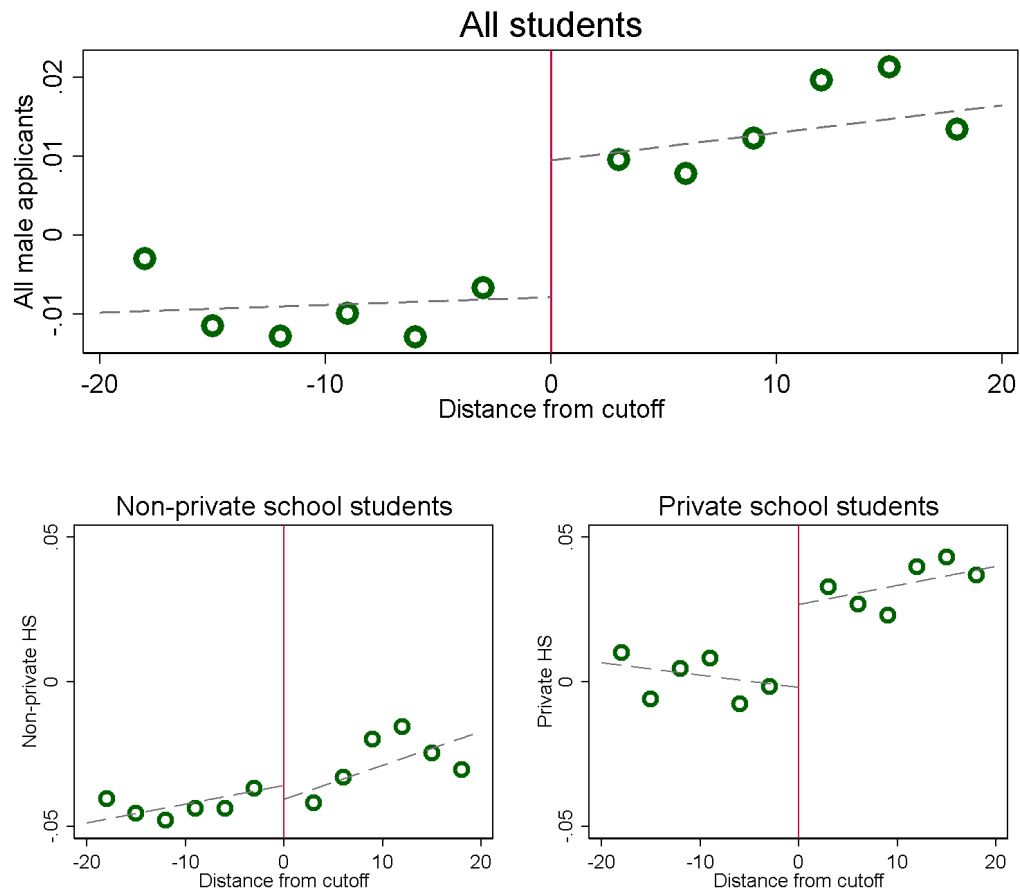 All students
All male applicants
.02
.01
0
-.01
-20 -10 0 10 20
Distance from cutoff
Non-private school students
Non-private HS
.05
0
-.05
-20 -10 0 10 20
Distance from cutoff
Private school students
Private HS
.05
0
-.05
-20 -10 0 10 20
Distance from cutoff